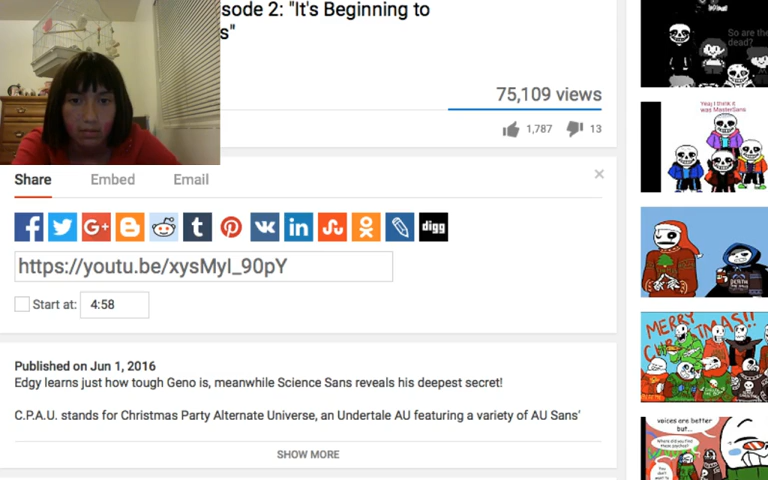 sode 2: "It's Beginning to
s"
75,109 views
1,787
13
Share
Embed
Email
digg
https://youtu.be/xysMyI_90pY
Start at:
4:58
Published on Jun 1, 2016
Edgy learns just how tough Geno is, meanwhile Science Sans reveals his deepest secret!
C.P.A.U. stands for Christmas Party Alternate Universe, an Undertale AU featuring a variety of AU Sans'
SHOW MORE
So are the
dead?
Yea, I think it
was MasterSans
MERRY
CHRISTMAS!!
voices are better
but...